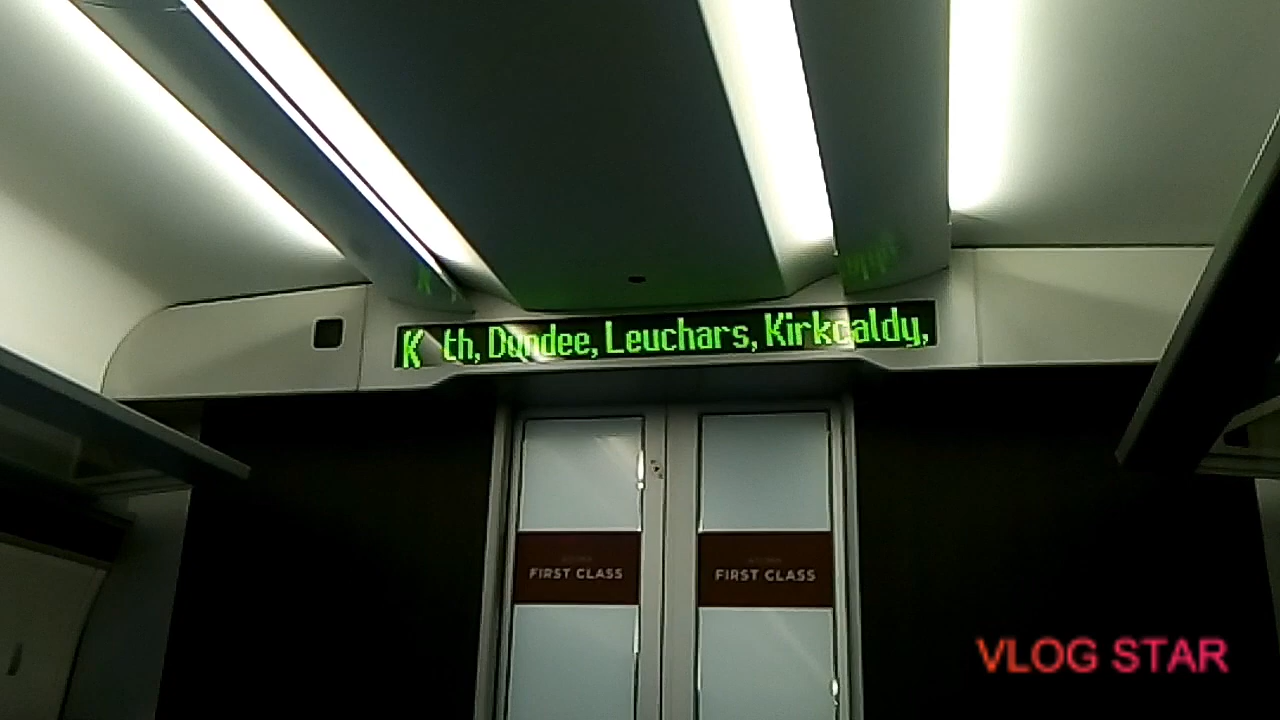 K th, Dundee, Leuchars, Kirkcaldy,
FIRST CLASS
FIRST CLASS
VLOG STAR